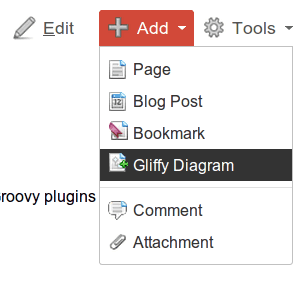 Edit Add Tools
Page
Blog Post
Bookmark
Gliffy Diagram
roovy plugins
Comment
Attachment